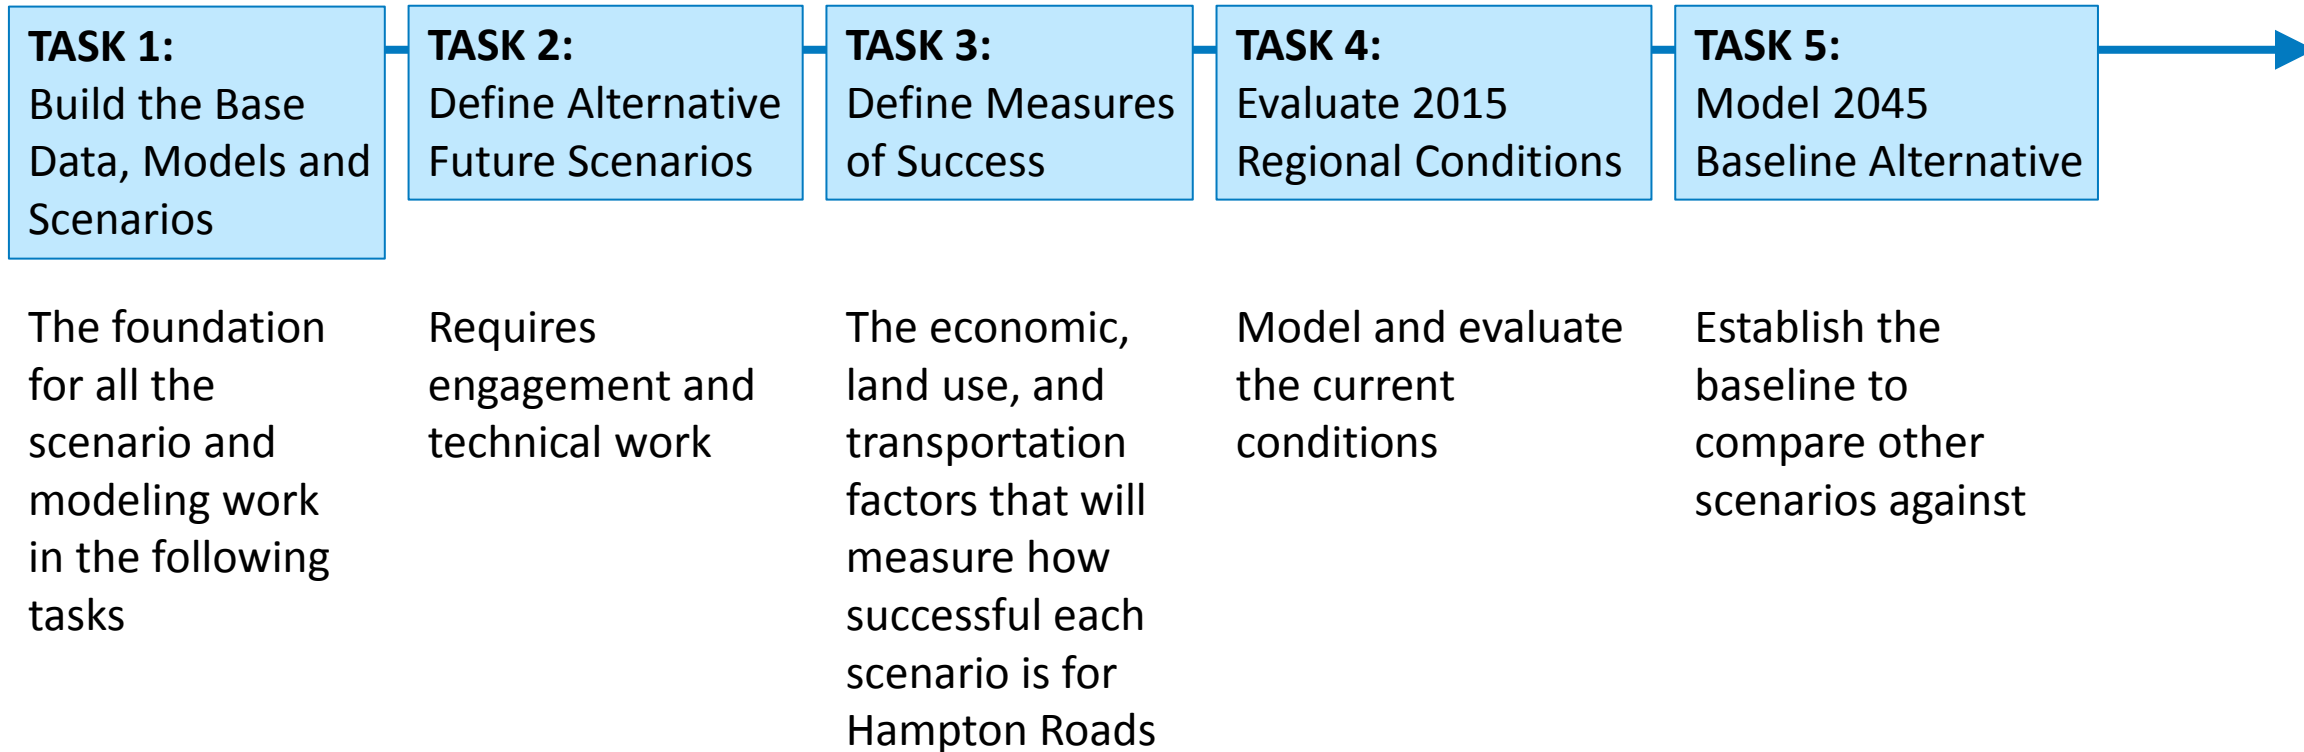 TASK 1:
Build the Base
Data, Models and
Scenarios
The foundation
for all the
scenario and
modeling work
in the following
tasks
TASK 2:
Define Alternative
Future Scenarios
Requires
engagement and
technical work
TASK 3:
Define Measures
of Success
The economic,
land use, and
transportation
factors that will
measure how
successful each
scenario is for
Hampton Roads
TASK 4:
Evaluate 2015
Regional Conditions
Model and evaluate
the current
conditions
TASK 5:
Model 2045
Baseline Alternative
Establish the
baseline to
compare other
scenarios against